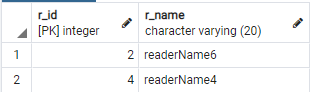 r_id r_name
[PK] integer character varying (20)
1 2 readerName6
2 4 readerName4